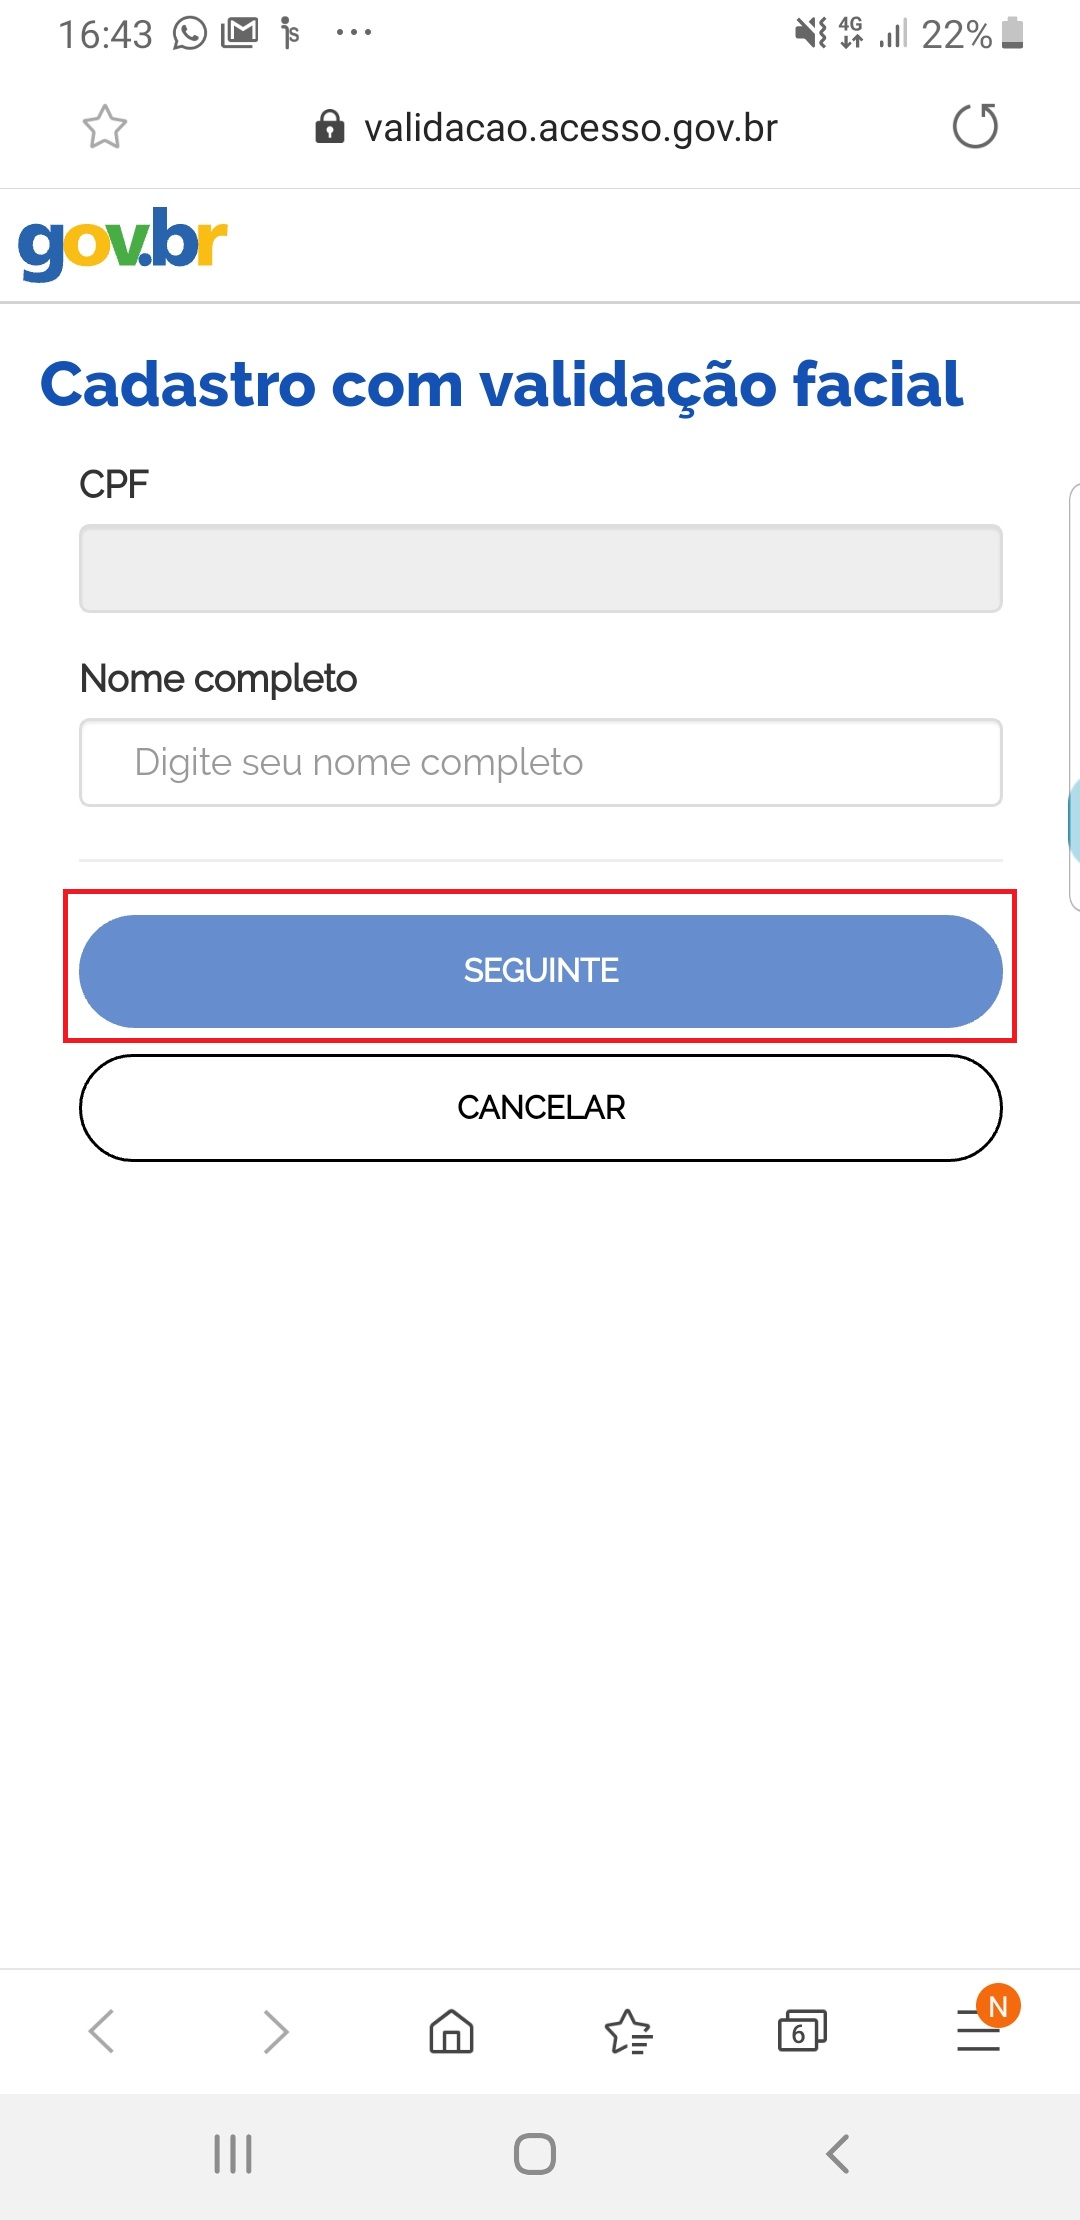 16:43 4G 22%
validacao.acesso.gov.br
gov.br
Cadastro com validação facial
CPF
Nome completo
Digite seu nome completo
SEGUINTE
CANCELAR
6 N